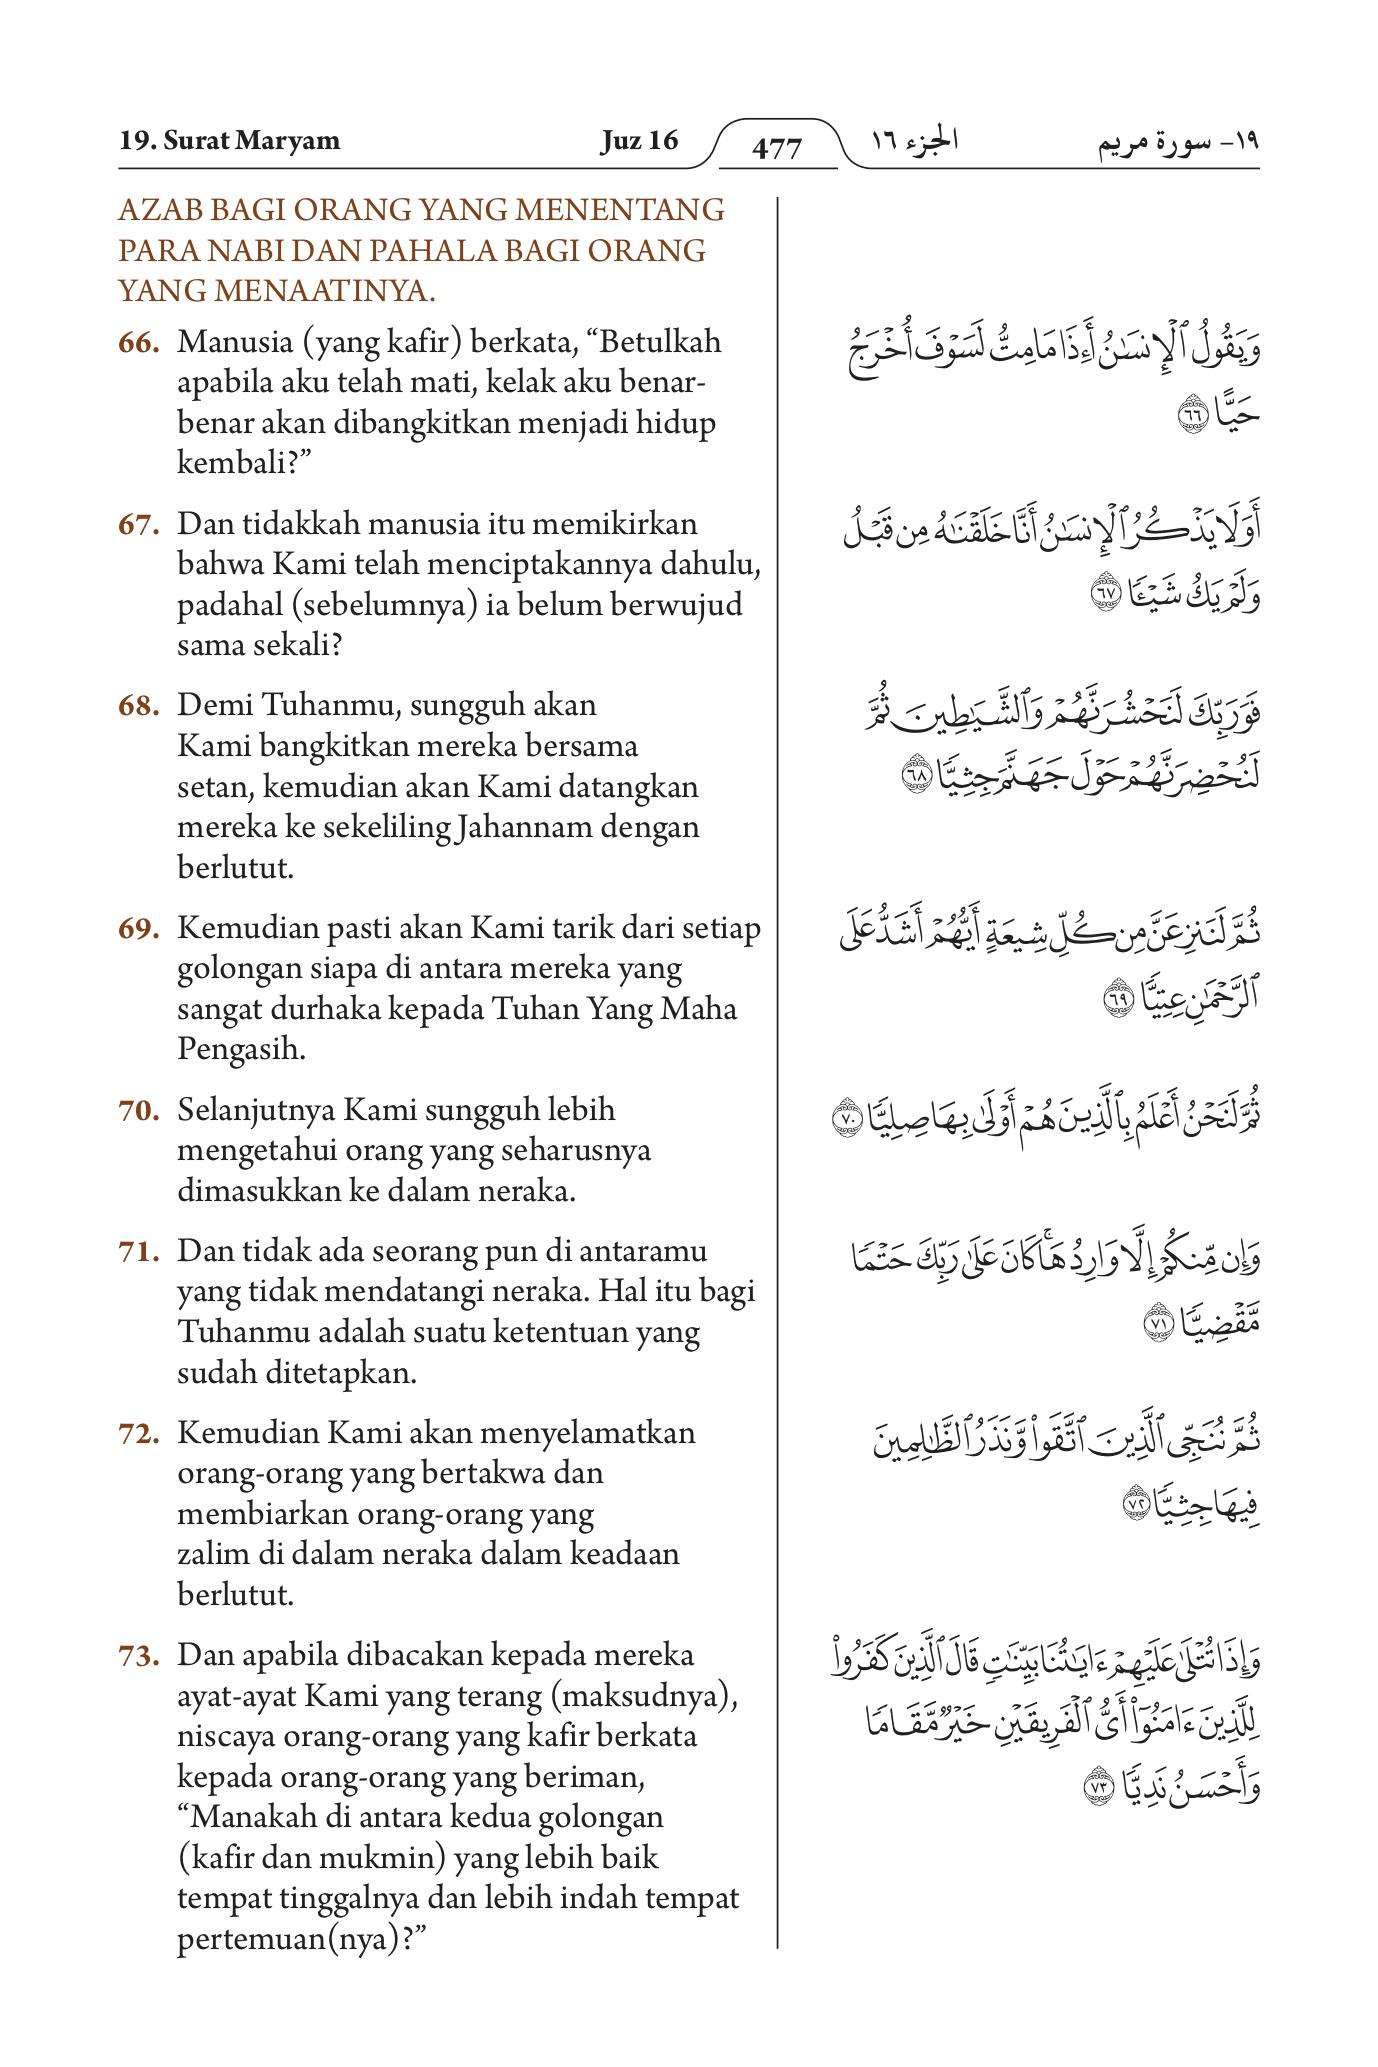 19. Surat Maryam
Juz 16
477
الجزء ١٦
١٩- سورة مريم
AZAB BAGI ORANG YANG MENENTANG
PARA NABI DAN PAHALA BAGI ORANG
YANG MENAATINYA.
66. Manusia (yang kafir) berkata, “Betulkah
apabila aku telah mati, kelak aku benar-
benar akan dibangkitkan menjadi hidup
kembali?”
67. Dan tidakkah manusia itu memikirkan
bahwa Kami telah menciptakannya dahulu,
padahal (sebelumnya) ia belum berwujud
sama sekali?
68. Demi Tuhanmu, sungguh akan
Kami bangkitkan mereka bersama
setan, kemudian akan Kami datangkan
mereka ke sekeliling Jahannam dengan
berlutut.
69. Kemudian pasti akan Kami tarik dari setiap
golongan siapa di antara mereka yang
sangat durhaka kepada Tuhan Yang Maha
Pengasih.
70. Selanjutnya Kami sungguh lebih
mengetahui orang yang seharusnya
dimasukkan ke dalam neraka.
71. Dan tidak ada seorang pun di antaramu
yang tidak mendatangi neraka. Hal itu bagi
Tuhanmu adalah suatu ketentuan yang
sudah ditetapkan.
72. Kemudian Kami akan menyelamatkan
orang-orang yang bertakwa dan
membiarkan orang-orang yang
zalim di dalam neraka dalam keadaan
berlutut.
73. Dan apabila dibacakan kepada mereka
ayat-ayat Kami yang terang (maksudnya),
niscaya orang-orang yang kafir berkata
kepada orang-orang yang beriman,
“Manakah di antara kedua golongan
(kafir dan mukmin) yang lebih baik
tempat tinggalnya dan lebih indah tempat
pertemuan(nya)?”
وَيَقُولُ ٱلْإِنسَٰنُ أَءِذَا مَا مِتُّ لَسَوْفَ أُخْرَجُ
حَيًّا ٦٦
أَوَلَا يَذْكُرُ ٱلْإِنسَٰنُ أَنَّا خَلَقْنَٰهُ مِن قَبْلُ
وَلَمْ يَكُ شَيْـًٔا ٦٧
فَوَرَبِّكَ لَنَحْشُرَنَّهُمْ وَٱلشَّيَٰطِينَ ثُمَّ
لَنُحْضِرَنَّهُمْ حَوْلَ جَهَنَّمَ جِثِيًّا ٦٨
ثُمَّ لَنَنزِعَنَّ مِن كُلِّ شِيعَةٍ أَيُّهُمْ أَشَدُّ عَلَى
ٱلرَّحْمَٰنِ عِتِيًّا ٦٩
ثُمَّ لَنَحْنُ أَعْلَمُ بِٱلَّذِينَ هُمْ أَوْلَىٰ بِهَا صِلِيًّا ٧٠
وَإِن مِّنكُمْ إِلَّا وَارِدُهَا ۚ كَانَ عَلَىٰ رَبِّكَ حَتْمًا
مَّقْضِيًّا ٧١
ثُمَّ نُنَجِّى ٱلَّذِينَ ٱتَّقَوا۟ وَّنَذَرُ ٱلظَّٰلِمِينَ
فِيهَا جِثِيًّا ٧٢
وَإِذَا تُتْلَىٰ عَلَيْهِمْ ءَايَٰتُنَا بَيِّنَٰتٍ قَالَ ٱلَّذِينَ كَفَرُوا۟
لِلَّذِينَ ءَامَنُوٓا۟ أَىُّ ٱلْفَرِيقَيْنِ خَيْرٌ مَّقَامًا
وَأَحْسَنُ نَدِيًّا ٧٣